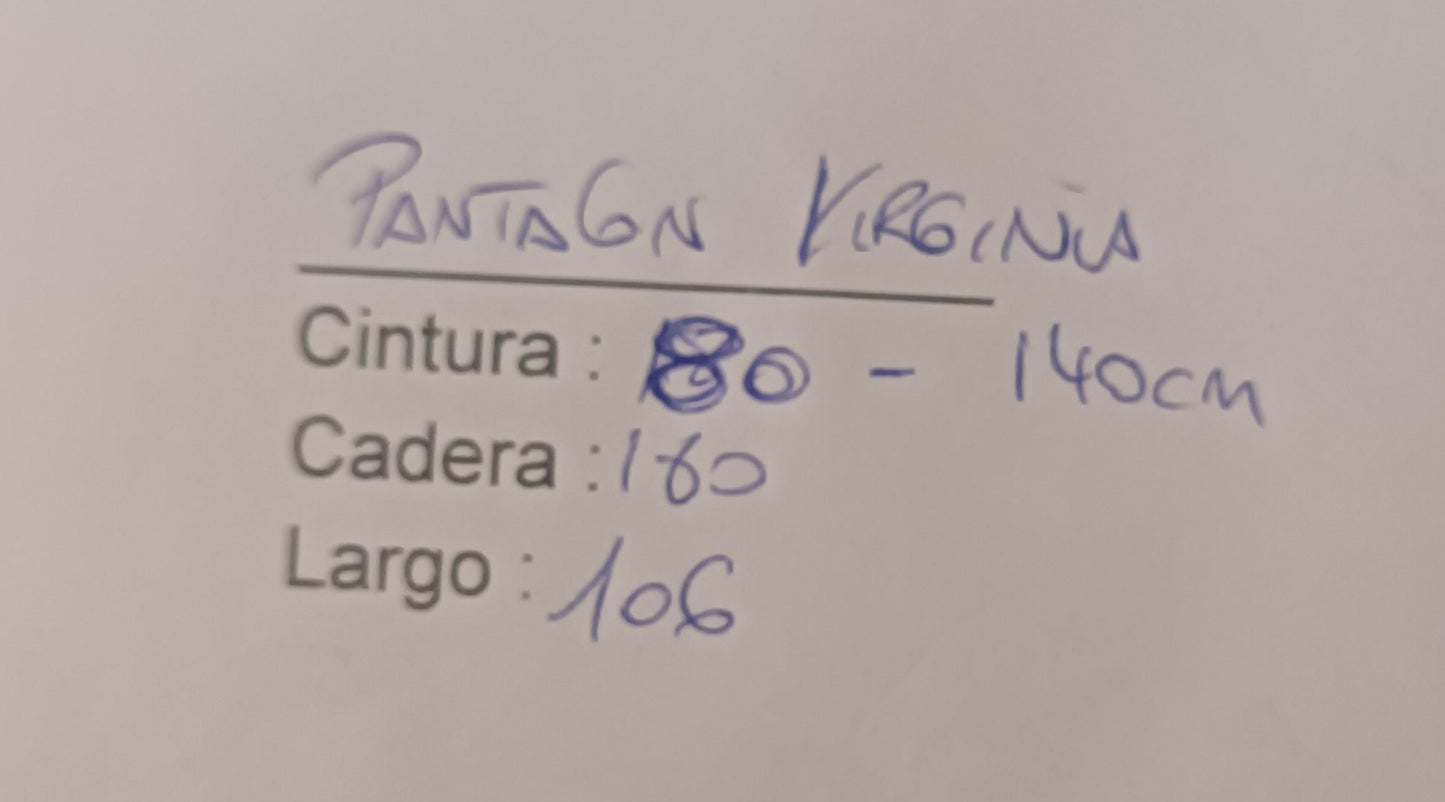 PANTALON VIRGINIA
Cintura : 80 - 140cm
Cadera : 160
Largo : 106